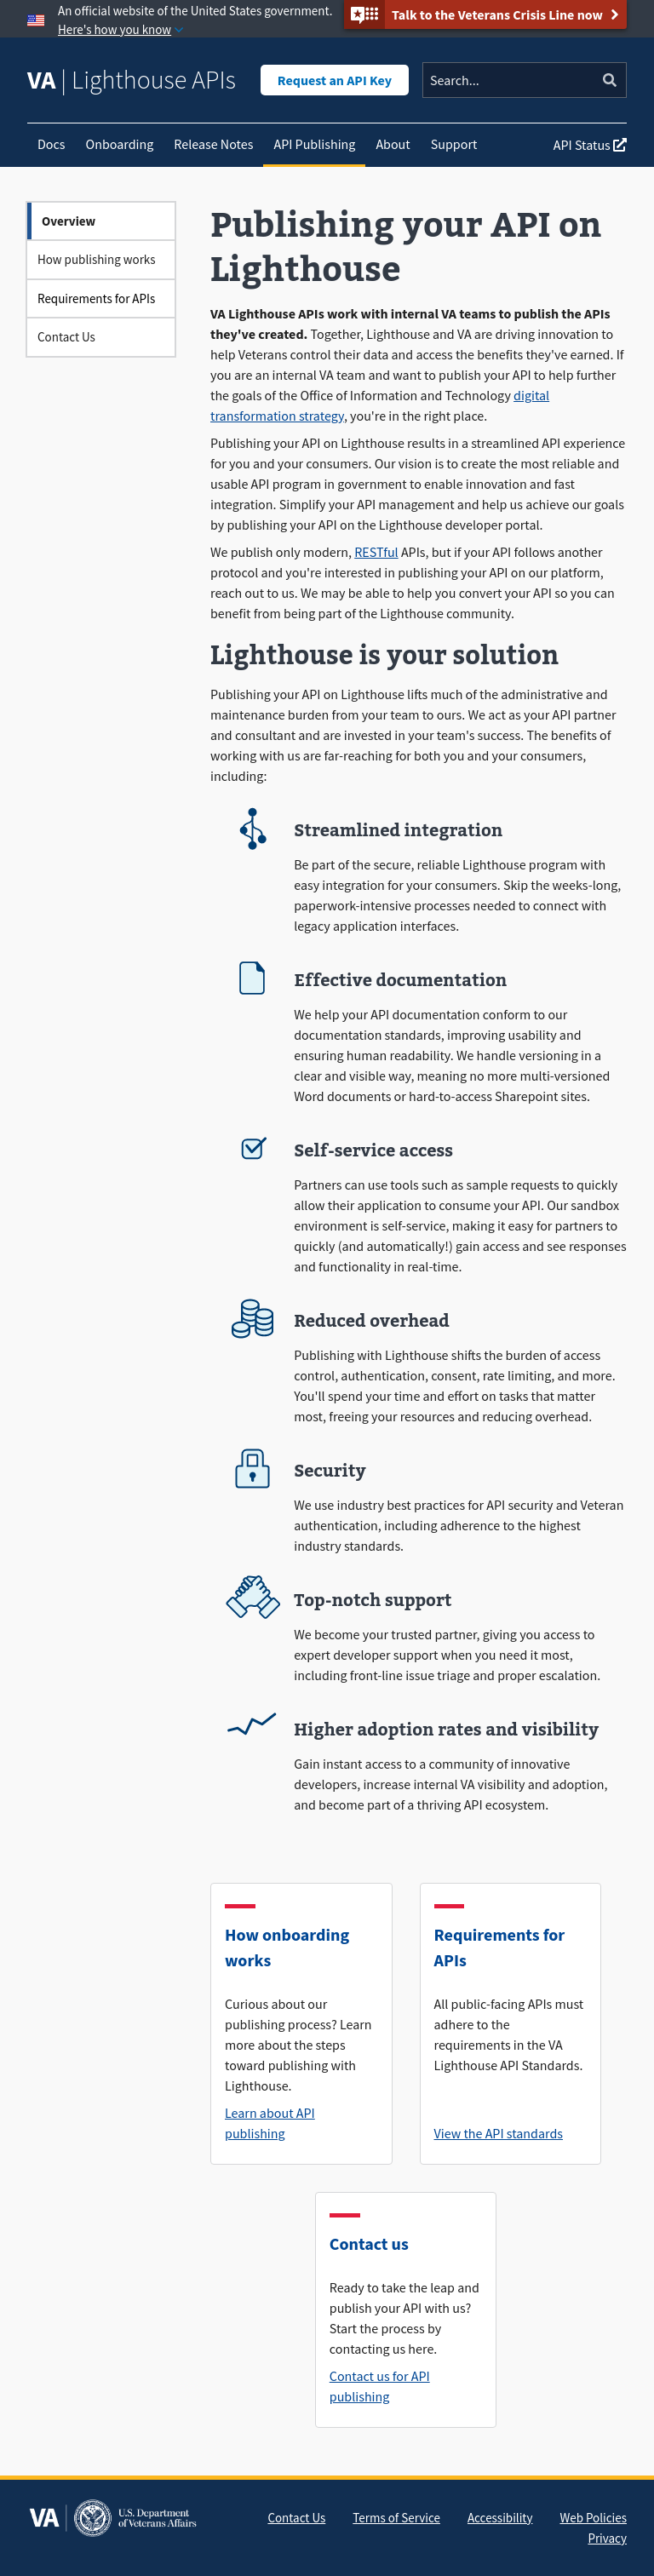 An official website of the United States government.
Here's how you know
Talk to the Veterans Crisis Line now
VA | Lighthouse APIs
Request an API Key
Search...
Docs
Onboarding
Release Notes
API Publishing
About
Support
API Status
Overview
How publishing works
Requirements for APIs
Contact Us
Publishing your API on
Lighthouse
VA Lighthouse APIs work with internal VA teams to publish the APIs
they've created. Together, Lighthouse and VA are driving innovation to
help Veterans control their data and access the benefits they've earned. If
you are an internal VA team and want to publish your API to help further
the goals of the Office of Information and Technology digital
transformation strategy, you're in the right place.
Publishing your API on Lighthouse results in a streamlined API experience
for you and your consumers. Our vision is to create the most reliable and
usable API program in government to enable innovation and fast
integration. Simplify your API management and help us achieve our goals
by publishing your API on the Lighthouse developer portal.
We publish only modern, RESTful APIs, but if your API follows another
protocol and you're interested in publishing your API on our platform,
reach out to us. We may be able to help you convert your API so you can
benefit from being part of the Lighthouse community.
Lighthouse is your solution
Publishing your API on Lighthouse lifts much of the administrative and
maintenance burden from your team to ours. We act as your API partner
and consultant and are invested in your team's success. The benefits of
working with us are far-reaching for both you and your consumers,
including:
Streamlined integration
Be part of the secure, reliable Lighthouse program with
easy integration for your consumers. Skip the weeks-long,
paperwork-intensive processes needed to connect with
legacy application interfaces.
Effective documentation
We help your API documentation conform to our
documentation standards, improving usability and
ensuring human readability. We handle versioning in a
clear and visible way, meaning no more multi-versioned
Word documents or hard-to-access Sharepoint sites.
Self-service access
Partners can use tools such as sample requests to quickly
allow their application to consume your API. Our sandbox
environment is self-service, making it easy for partners to
quickly (and automatically!) gain access and see responses
and functionality in real-time.
Reduced overhead
Publishing with Lighthouse shifts the burden of access
control, authentication, consent, rate limiting, and more.
You'll spend your time and effort on tasks that matter
most, freeing your resources and reducing overhead.
Security
We use industry best practices for API security and Veteran
authentication, including adherence to the highest
industry standards.
Top-notch support
We become your trusted partner, giving you access to
expert developer support when you need it most,
including front-line issue triage and proper escalation.
Higher adoption rates and visibility
Gain instant access to a community of innovative
developers, increase internal VA visibility and adoption,
and become part of a thriving API ecosystem.
How onboarding
works
Curious about our
publishing process? Learn
more about the steps
toward publishing with
Lighthouse.
Learn about API
publishing
Requirements for
APIs
All public-facing APIs must
adhere to the
requirements in the VA
Lighthouse API Standards.
View the API standards
Contact us
Ready to take the leap and
publish your API with us?
Start the process by
contacting us here.
Contact us for API
publishing
VA
U.S. Department
of Veterans Affairs
Contact Us
Terms of Service
Accessibility
Web Policies
Privacy